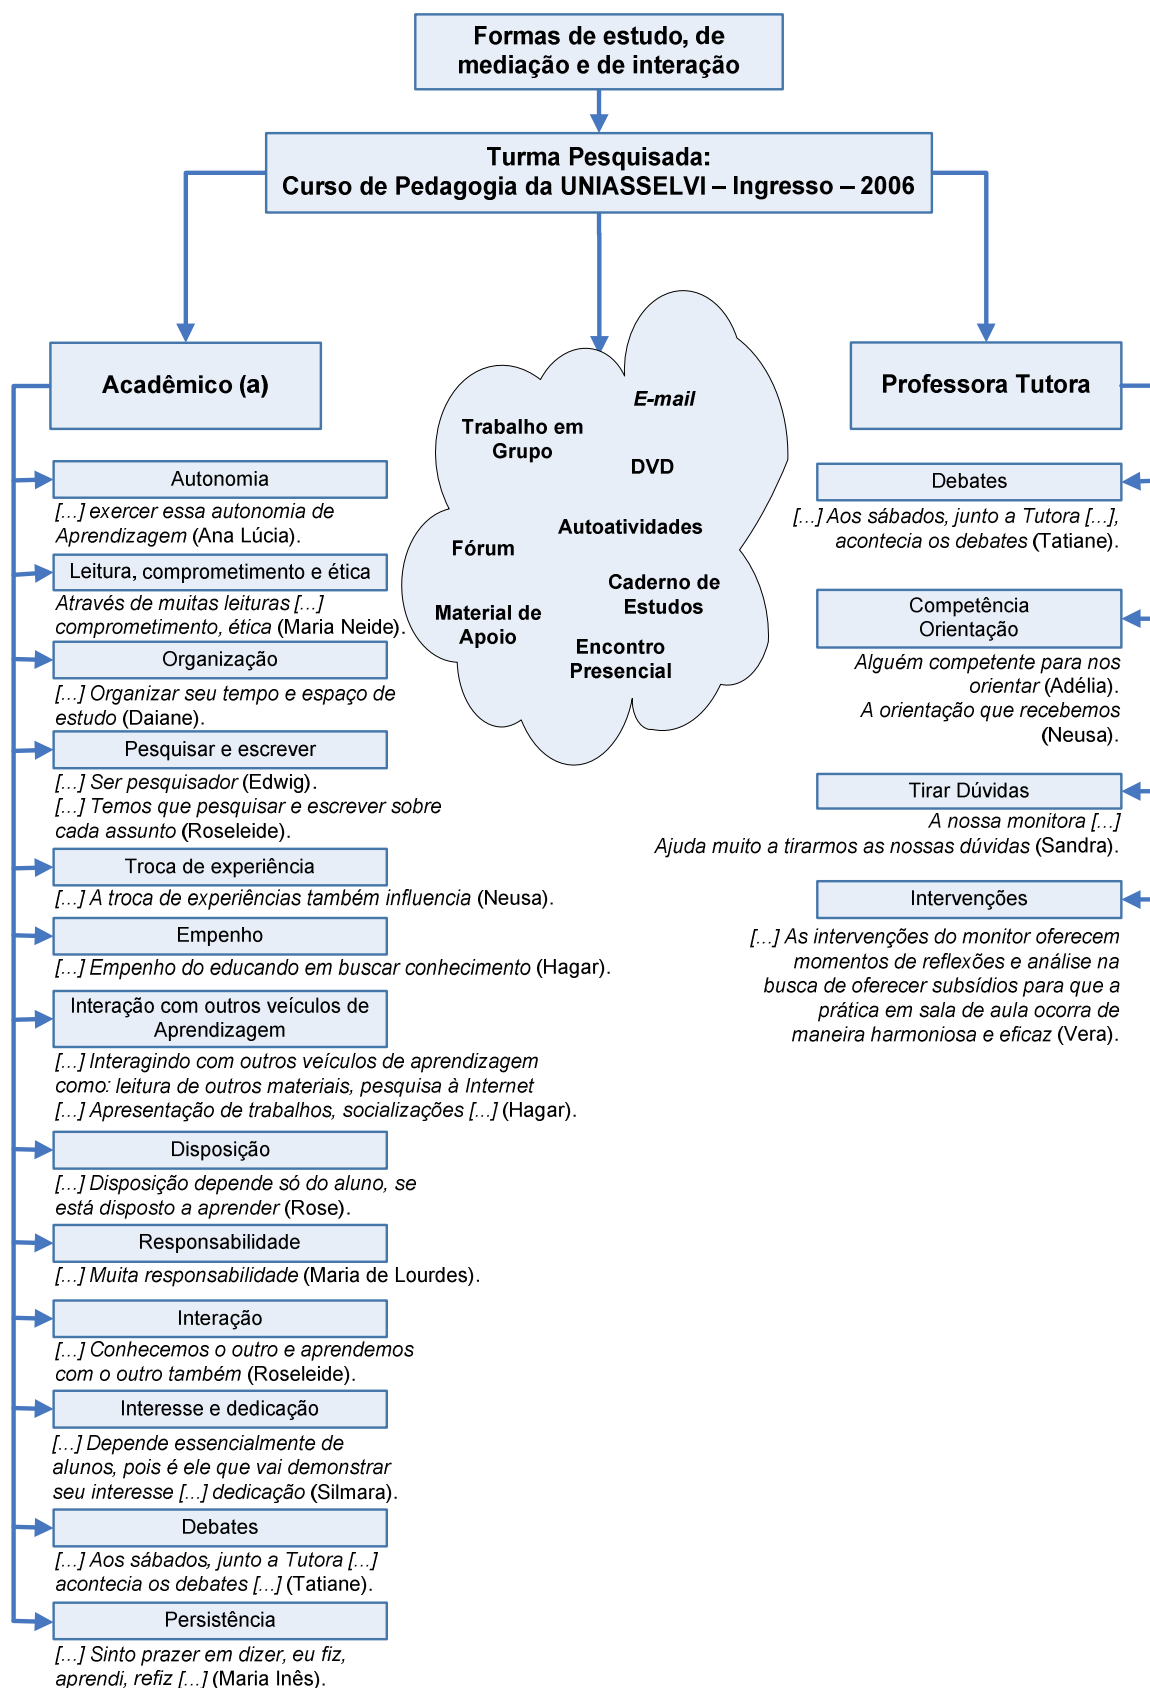 Formas de estudo, de
mediação e de interação
Turma Pesquisada:
Curso de Pedagogia da UNIASSELVI – Ingresso – 2006
Acadêmico (a)
Autonomia
[...] exercer essa autonomia de
Aprendizagem (Ana Lúcia).
Leitura, comprometimento e ética
Através de muitas leituras [...]
comprometimento, ética (Maria Neide).
Organização
[...] Organizar seu tempo e espaço de
estudo (Daiane).
Pesquisar e escrever
[...] Ser pesquisador (Edwig).
[...] Temos que pesquisar e escrever sobre
cada assunto (Roseleide).
Troca de experiência
[...] A troca de experiências também influencia (Neusa).
Empenho
[...] Empenho do educando em buscar conhecimento (Hagar).
Interação com outros veículos de
Aprendizagem
[...] Interagindo com outros veículos de aprendizagem
como: leitura de outros materiais, pesquisa à Internet
[...] Apresentação de trabalhos, socializações [...] (Hagar).
Disposição
[...] Disposição depende só do aluno, se
está disposto a aprender (Rose).
Responsabilidade
[...] Muita responsabilidade (Maria de Lourdes).
Interação
[...] Conhecemos o outro e aprendemos
com o outro também (Roseleide).
Interesse e dedicação
[...] Depende essencialmente de
alunos, pois é ele que vai demonstrar
seu interesse [...] dedicação (Silmara).
Debates
[...] Aos sábados, junto a Tutora [...]
acontecia os debates [...] (Tatiane).
Persistência
[...] Sinto prazer em dizer, eu fiz,
aprendi, refiz [...] (Maria Inês).
E-mail
Trabalho em
Grupo
DVD
Autoatividades
Fórum
Caderno de
Estudos
Material de
Apoio
Encontro
Presencial
Professora Tutora
Debates
[...] Aos sábados, junto a Tutora [...],
acontecia os debates (Tatiane).
Competência
Orientação
Alguém competente para nos
orientar (Adélia).
A orientação que recebemos
(Neusa).
Tirar Dúvidas
A nossa monitora [...]
Ajuda muito a tirarmos as nossas dúvidas (Sandra).
Intervenções
[...] As intervenções do monitor oferecem
momentos de reflexões e análise na
busca de oferecer subsídios para que a
prática em sala de aula ocorra de
maneira harmoniosa e eficaz (Vera).